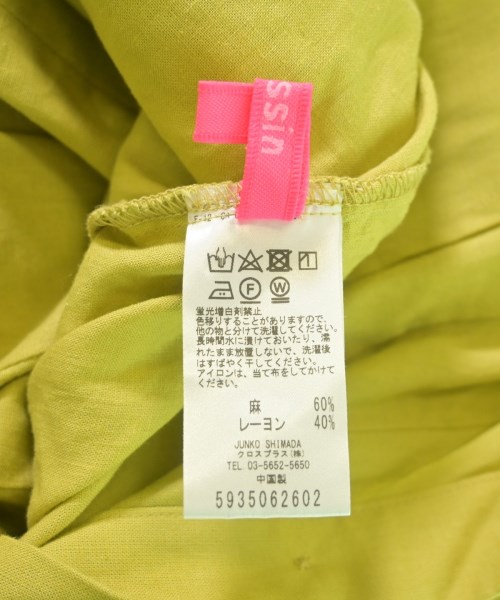 ssin
F-12-01
F
W
蛍光増白剤禁止
色移りすることがありますので、
他の物と分けて洗濯してください。
長時間水に漬けておいたり、濡
れたまま放置しないで、洗濯後
はすばやく干してください。
アイロンは、当て布をしてかけて
ください。
麻 60%
レーヨン 40%
JUNKO SHIMADA
クロスプラス(株)
TEL 03-5652-5650
中国製
5935062602